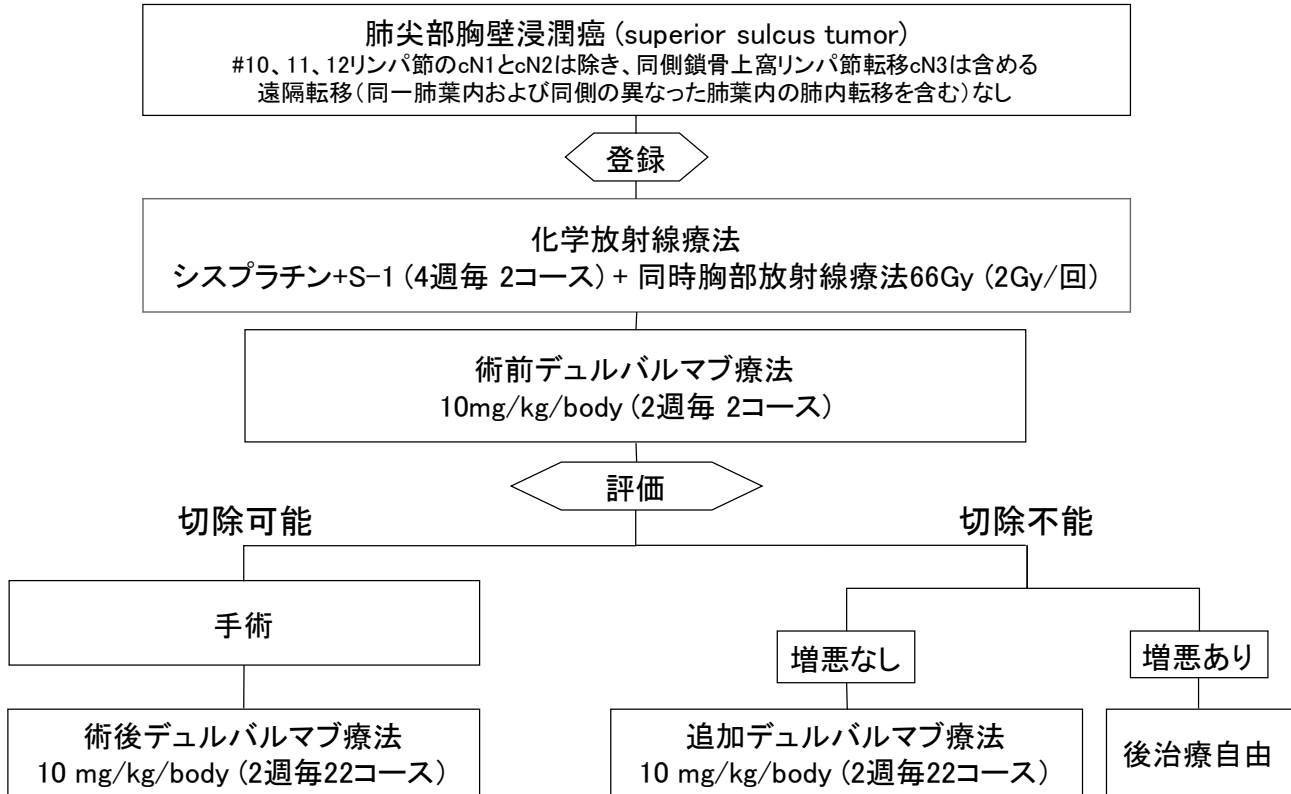 肺尖部胸壁浸潤癌 (superior sulcus tumor)
#10、11、12リンパ節のcN1とcN2は除き、同側鎖骨上窩リンパ節転移cN3は含める
遠隔転移(同一肺葉内および同側の異なった肺葉内の肺内転移を含む)なし
登録
化学放射線療法
シスプラチン+S-1 (4週毎 2コース) + 同時胸部放射線療法66Gy (2Gy/回)
術前デュルバルマブ療法
10mg/kg/body (2週毎 2コース)
評価
切除可能
切除不能
手術
増悪なし
増悪あり
術後デュルバルマブ療法
10 mg/kg/body (2週毎22コース)
追加デュルバルマブ療法
10 mg/kg/body (2週毎22コース)
後治療自由